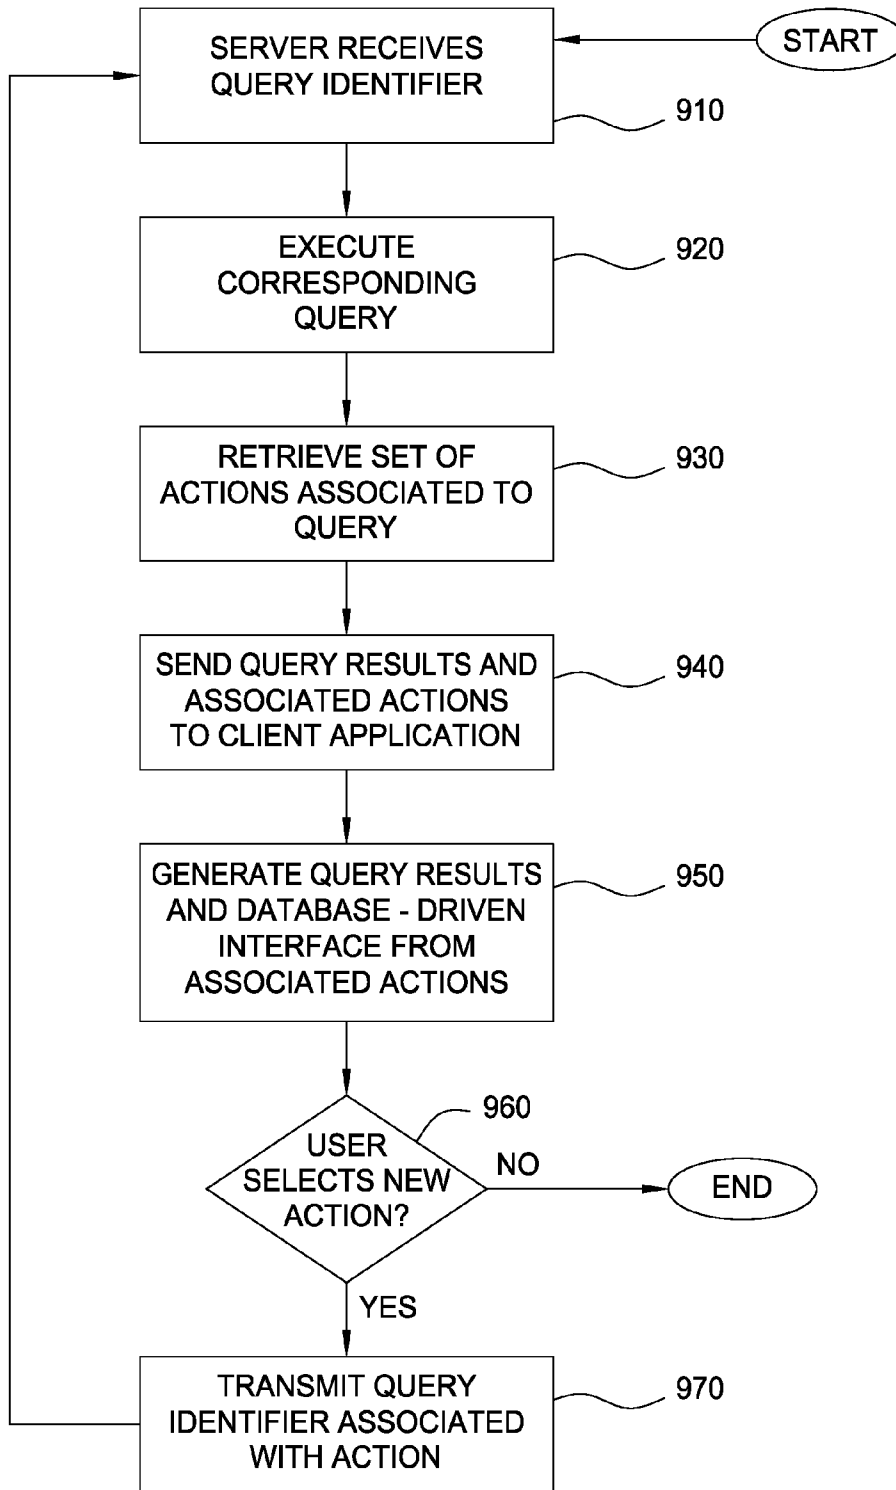 START
SERVER RECEIVES
QUERY IDENTIFIER
910
EXECUTE
CORRESPONDING
QUERY
920
RETRIEVE SET OF
ACTIONS ASSOCIATED TO
QUERY
930
SEND QUERY RESULTS AND
ASSOCIATED ACTIONS
TO CLIENT APPLICATION
940
GENERATE QUERY RESULTS
AND DATABASE - DRIVEN
INTERFACE FROM
ASSOCIATED ACTIONS
950
USER
SELECTS NEW
ACTION?
960
NO
END
YES
TRANSMIT QUERY
IDENTIFIER ASSOCIATED
WITH ACTION
970